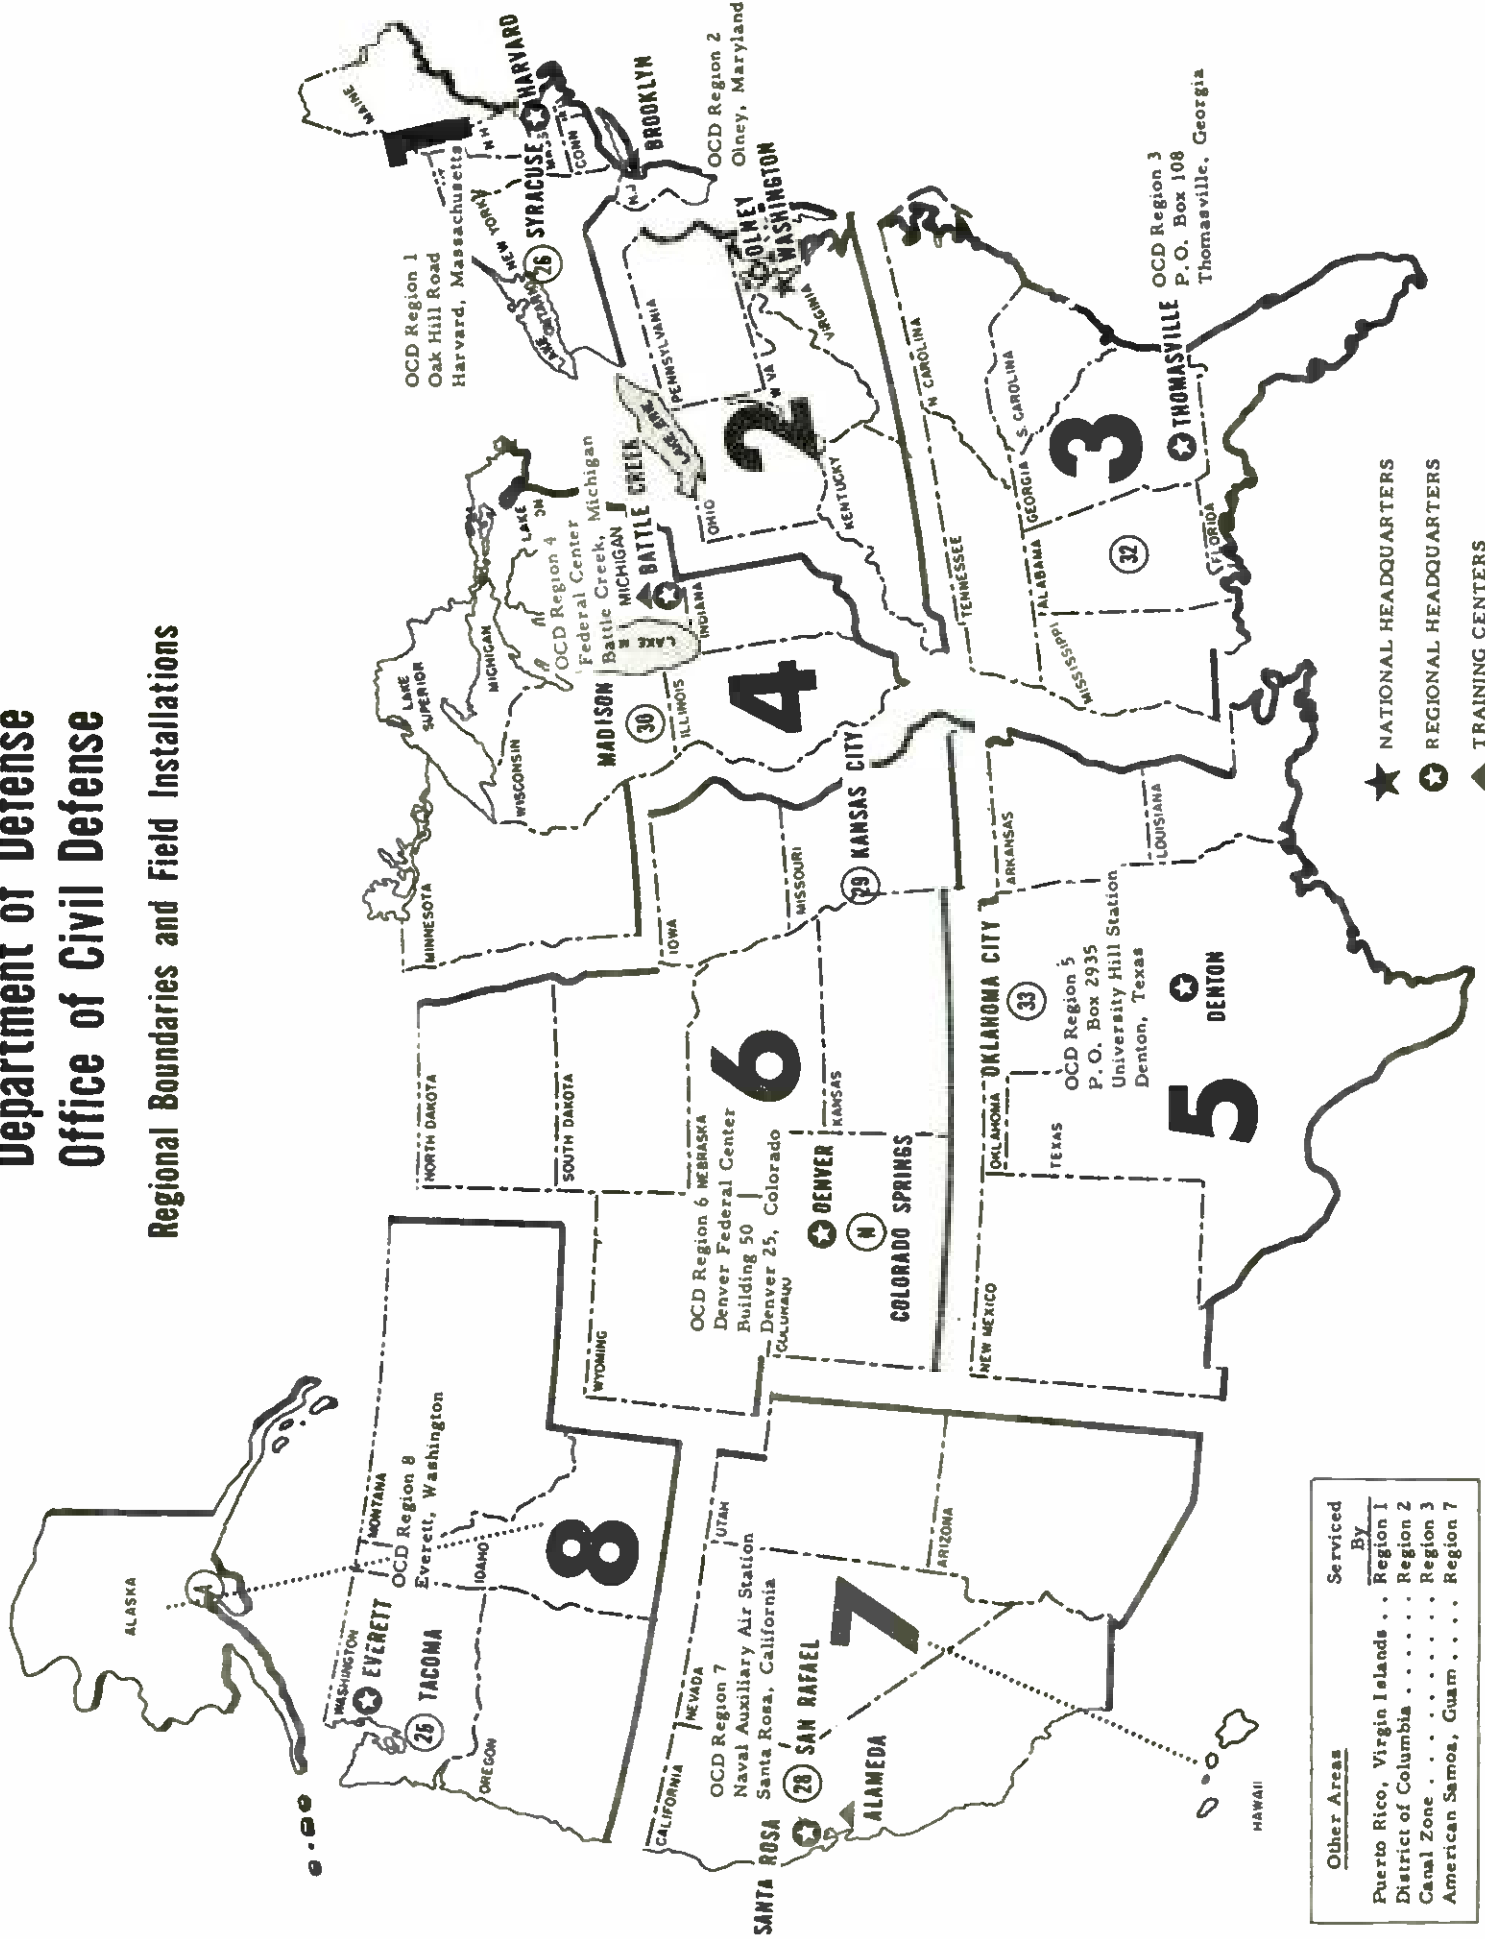 Department of Defense
Office of Civil Defense
Regional Boundaries and Field Installations
ALASKA
A
WASHINGTON
EVERETT
26
TACOMA
OREGON
MONTANA
OCD Region 8
Everett, Washington
IDAHO
8
CALIFORNIA
NEVADA
UTAH
OCD Region 7
Naval Auxiliary Air Station
Santa Rosa, California
SANTA ROSA
28
SAN RAFAEL
ALAMEDA
7
ARIZONA
HAWAII
NORTH DAKOTA
SOUTH DAKOTA
WYOMING
OCD Region 6
NEBRASKA
Denver Federal Center
Building 50
Denver 25, Colorado
COLORADO
6
DENVER
N
COLORADO SPRINGS
KANSAS
IOWA
MISSOURI
29
KANSAS CITY
NEW MEXICO
OKLAHOMA
OKLAHOMA CITY
33
TEXAS
OCD Region 5
P. O. Box 2935
University Hill Station
Denton, Texas
DENTON
5
ARKANSAS
LOUISIANA
MINNESOTA
WISCONSIN
LAKE
SUPERIOR
MICHIGAN
LAKE
OCD Region 4
Federal Center
Battle Creek, Michigan
MICHIGAN
BATTLE CREEK
MADISON
30
ILLINOIS
INDIANA
LAKE
4
OCD Region 1
Oak Hill Road
Harvard, Massachusetts
1
MAINE
N H
MASS
CONN
R I
HARVARD
NEW YORK
26
SYRACUSE
LAKE ONTARIO
BROOKLYN
N.J.
OCD Region 2
Olney, Maryland
OLNEY
WASHINGTON
PENNSYLVANIA
LAKE ERIE
OHIO
W VA
VIRGINIA
KENTUCKY
2
TENNESSEE
N CAROLINA
S. CAROLINA
GEORGIA
ALABAMA
MISSISSIPPI
FLORIDA
32
3
THOMASVILLE
OCD Region 3
P. O. Box 108
Thomasville, Georgia
NATIONAL HEADQUARTERS
REGIONAL HEADQUARTERS
TRAINING CENTERS
Other Areas Serviced By
Puerto Rico, Virgin Islands . . Region 1
District of Columbia . . . . . . Region 2
Canal Zone . . . . . . . . . . Region 3
American Samoa, Guam . . . . Region 7